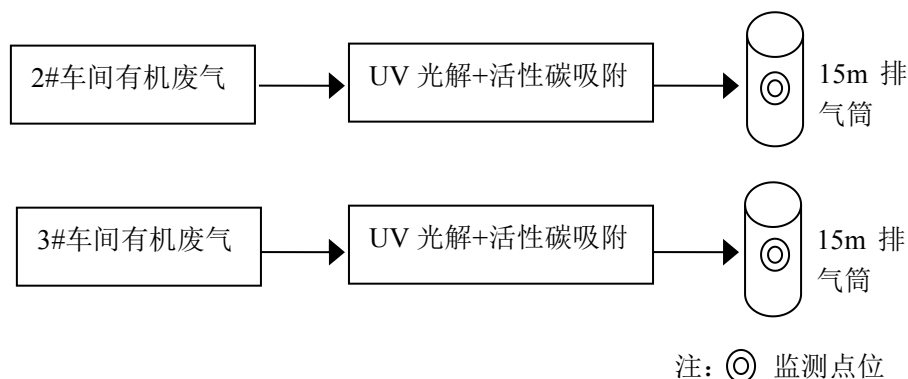 2#车间有机废气
UV 光解+活性碳吸附
15m 排
气筒
3#车间有机废气
UV 光解+活性碳吸附
15m 排
气筒
注：◎ 监测点位